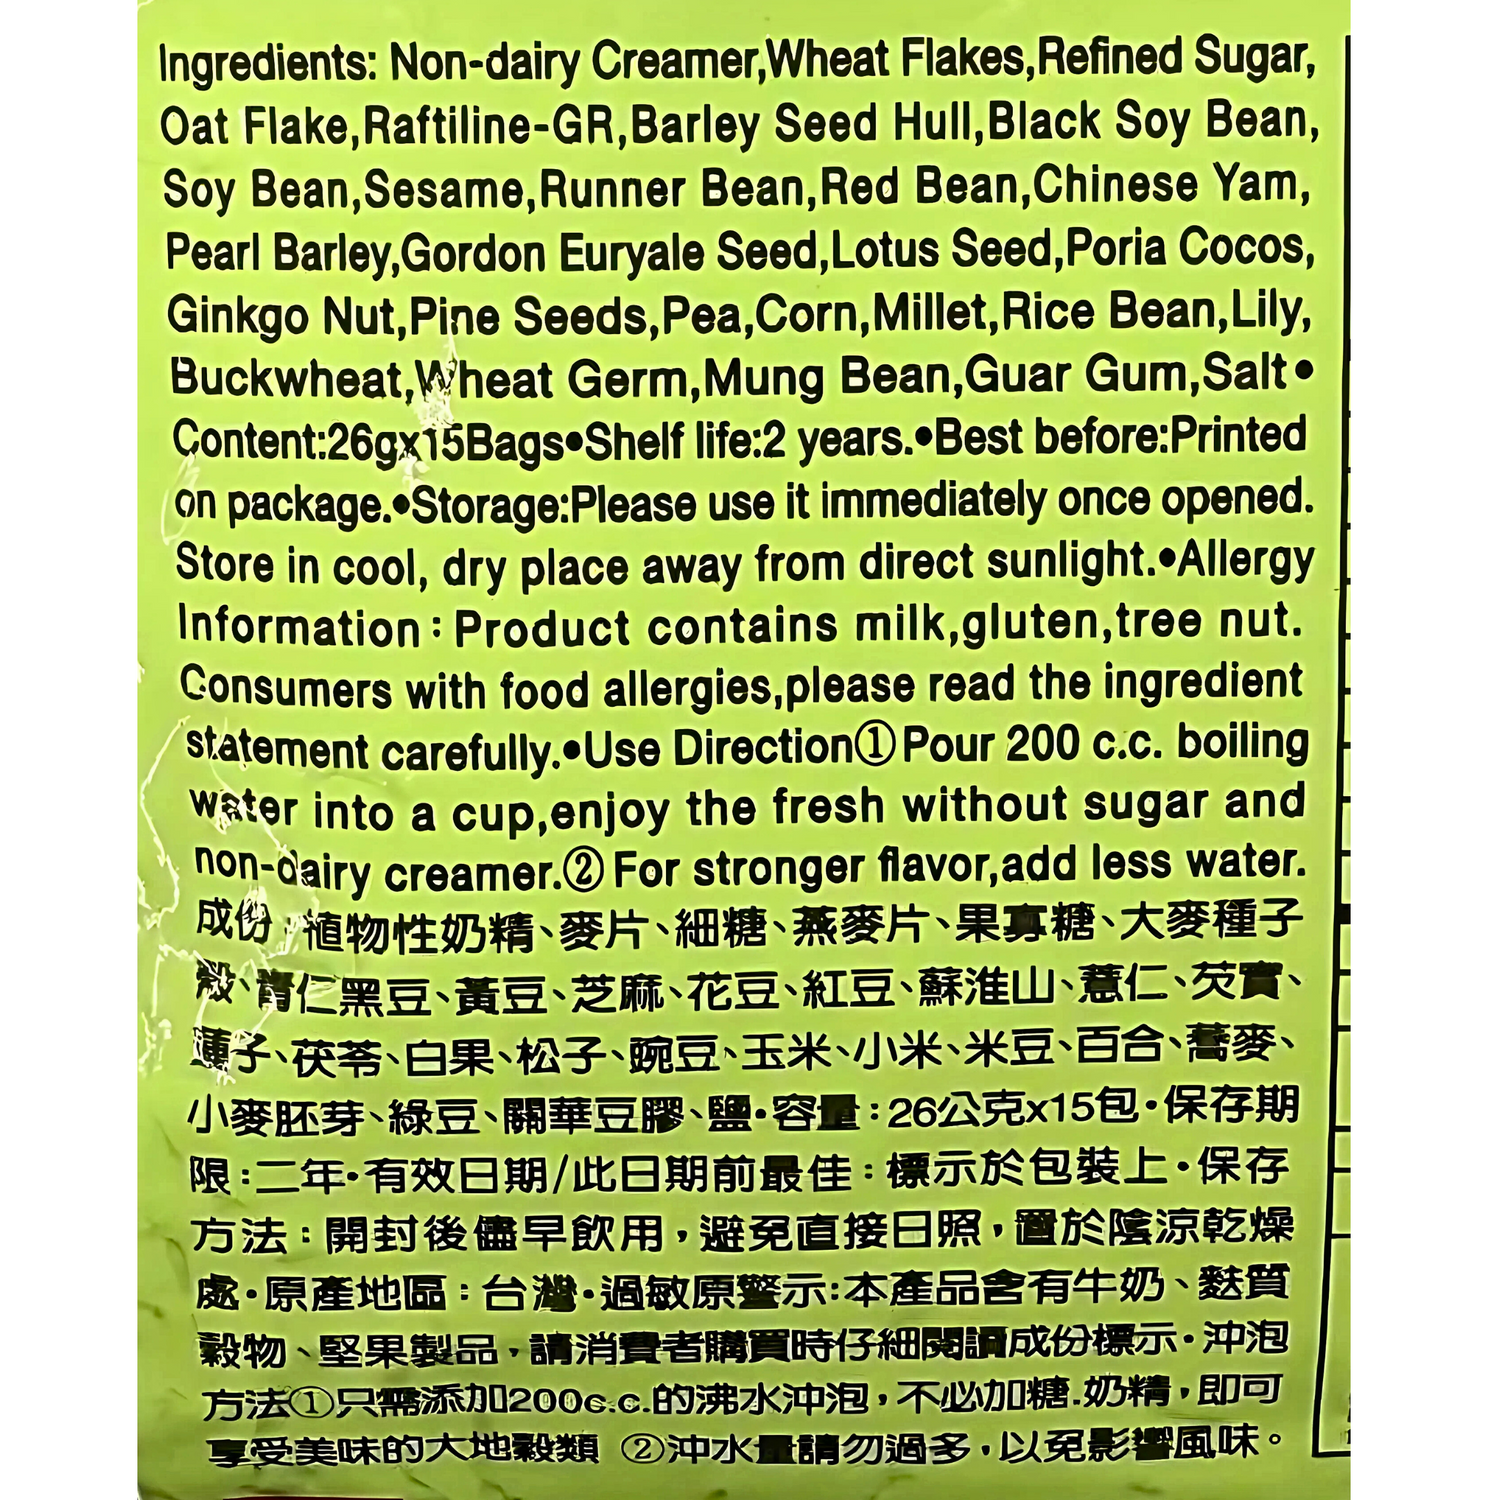 Ingredients: Non-dairy Creamer,Wheat Flakes,Refined Sugar,
Oat Flake,Raftiline-GR,Barley Seed Hull,Black Soy Bean,
Soy Bean,Sesame,Runner Bean,Red Bean,Chinese Yam,
Pearl Barley,Gordon Euryale Seed,Lotus Seed,Poria Cocos,
Ginkgo Nut,Pine Seeds,Pea,Corn,Millet,Rice Bean,Lily,
Buckwheat,Wheat Germ,Mung Bean,Guar Gum,Salt•
Content:26gx15Bags•Shelf life:2 years.•Best before:Printed
on package.•Storage:Please use it immediately once opened.
Store in cool, dry place away from direct sunlight.•Allergy
Information：Product contains milk,gluten,tree nut.
Consumers with food allergies,please read the ingredient
statement carefully.•Use Direction①Pour 200 c.c. boiling
water into a cup,enjoy the fresh without sugar and
non-dairy creamer.②For stronger flavor,add less water.
成份：植物性奶精、麥片、細糖、燕麥片、果寡糖、大麥種子
殼、青仁黑豆、黃豆、芝麻、花豆、紅豆、蘇淮山、薏仁、芡實、
蓮子、茯苓、白果、松子、豌豆、玉米、小米、米豆、百合、蕎麥、
小麥胚芽、綠豆、關華豆膠、鹽•容量：26公克x15包•保存期
限：二年•有效日期/此日期前最佳：標示於包裝上•保存
方法：開封後儘早飲用，避免直接日照，置於陰涼乾燥
處•原產地區：台灣•過敏原警示：本產品含有牛奶、麩質
穀物、堅果製品，請消費者購買時仔細閱讀成份標示•沖泡
方法①只需添加200c.c.的沸水沖泡，不必加糖.奶精，即可
享受美味的大地穀類 ②沖水量請勿過多，以免影響風味。